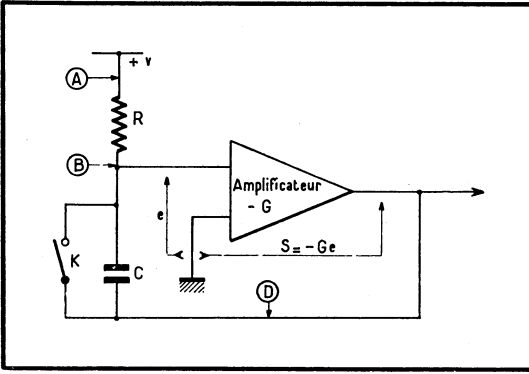 + v
A
R
B
Amplificateur
- G
e
S = - Ge
K
C
D